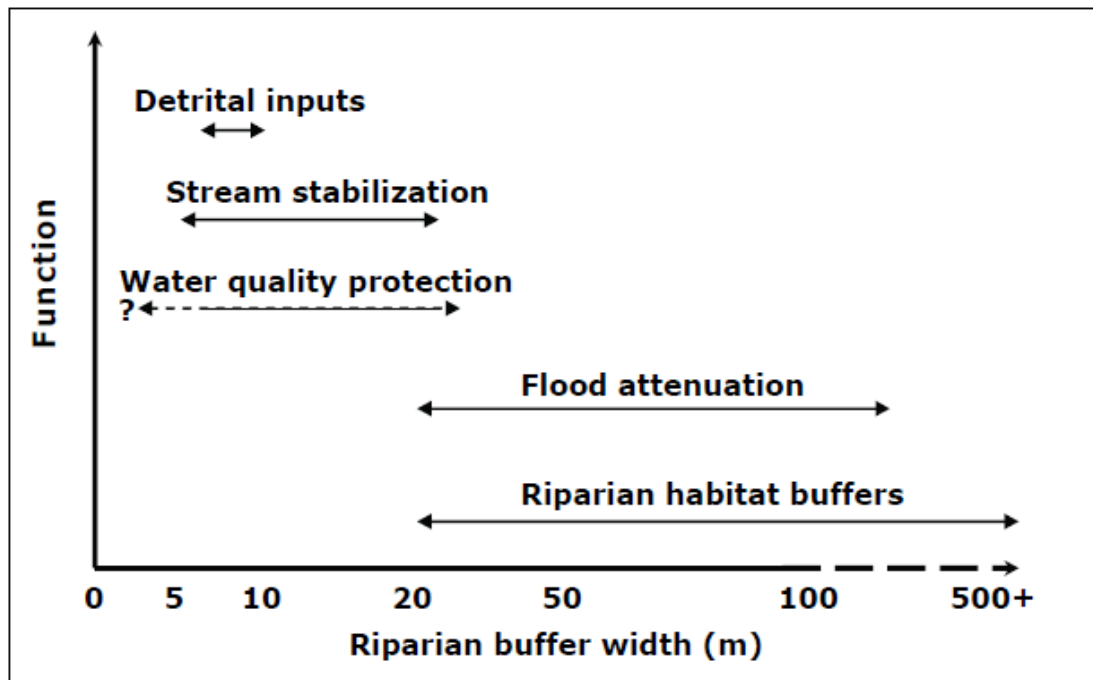 Detrital inputs
Stream stabilization
Water quality protection
?
Flood attenuation
Riparian habitat buffers
Function
0 5 10 20 50 100 500+
Riparian buffer width (m)